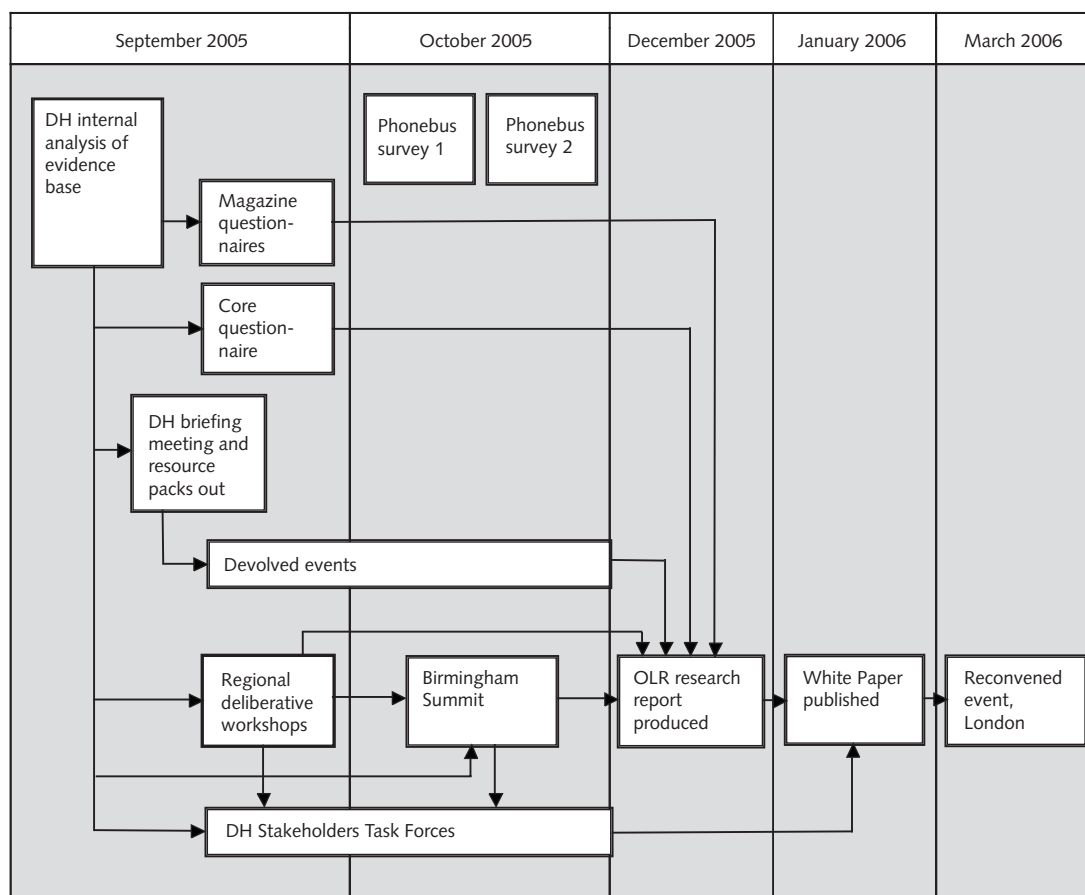 September 2005
October 2005
December 2005
January 2006
March 2006
DH internal
analysis of
evidence
base
Phonebus
survey 1
Phonebus
survey 2
Magazine
question-
naires
Core
question-
naire
DH briefing
meeting and
resource
packs out
Devolved events
Regional
deliberative
workshops
Birmingham
Summit
OLR research
report
produced
White Paper
published
Reconvened
event,
London
DH Stakeholders Task Forces